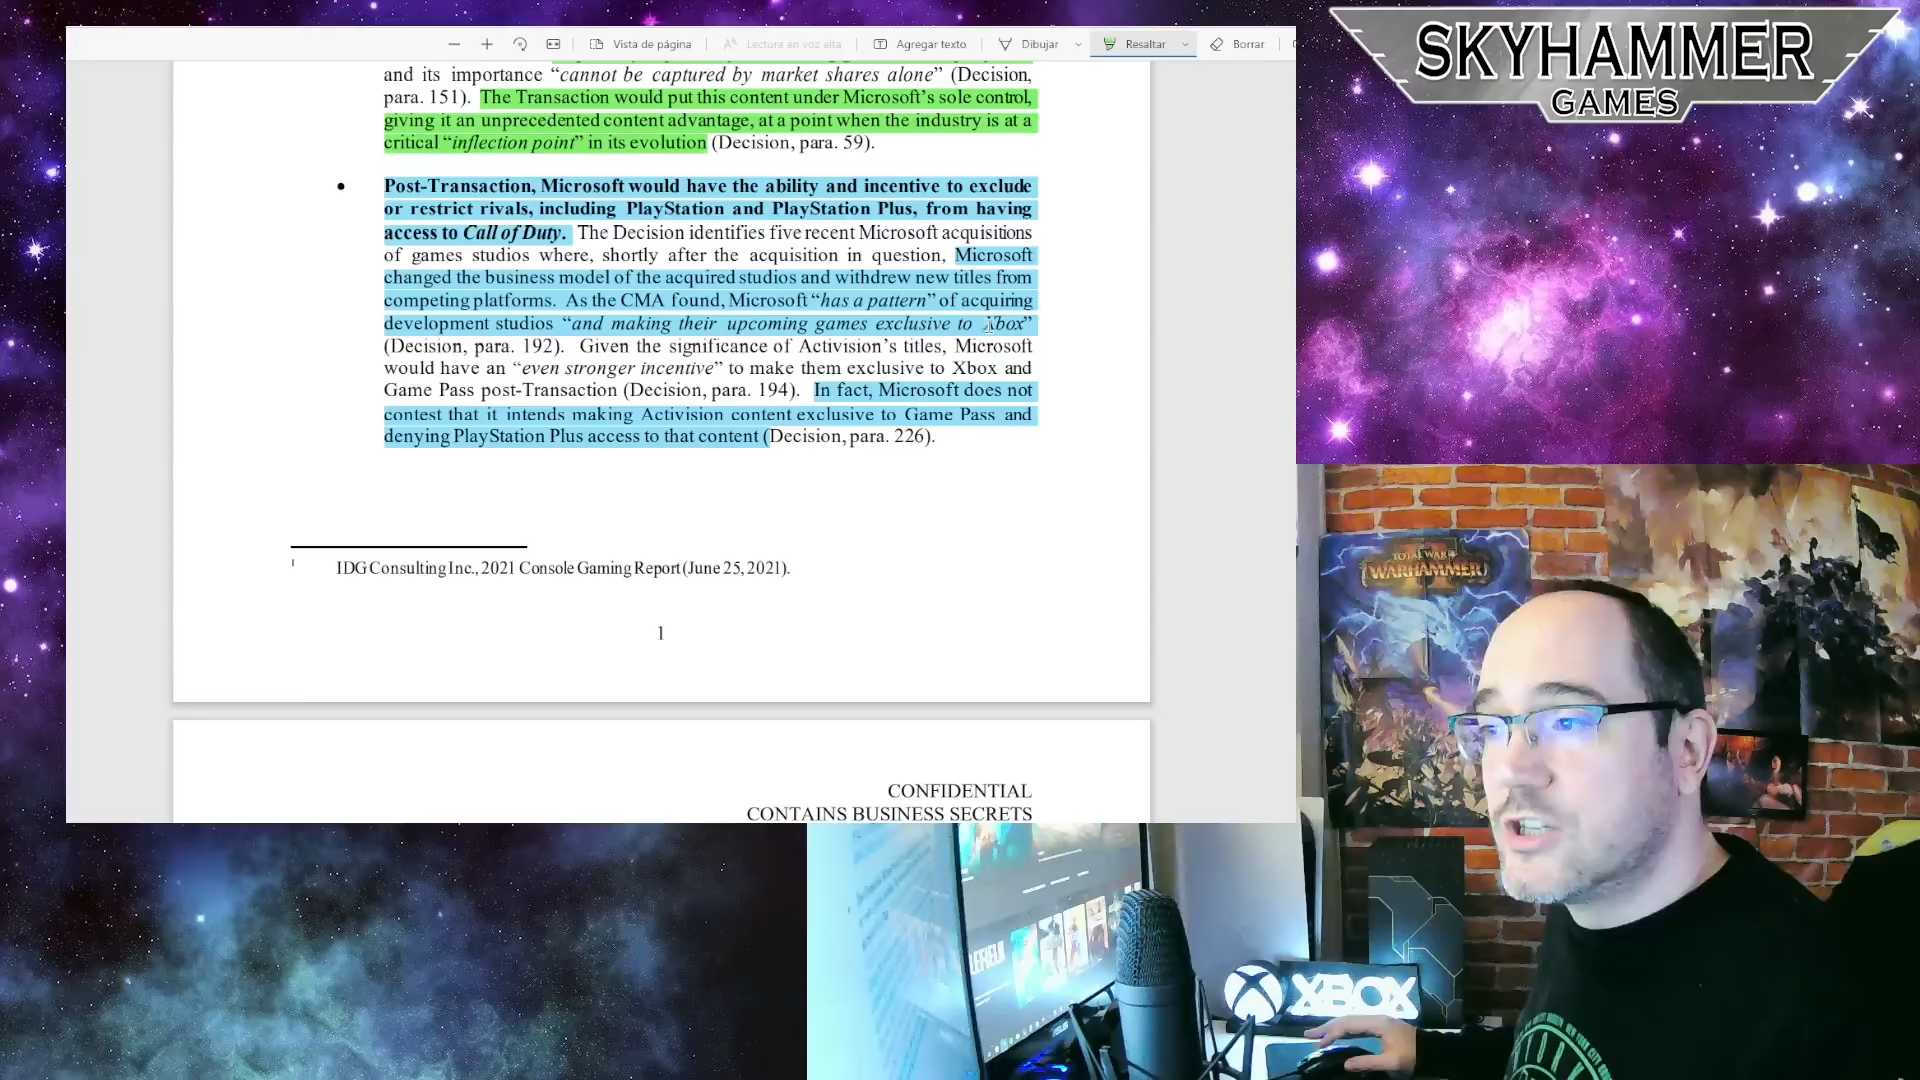 Vista de página
Lectura en voz alta
Agregar texto
Dibujar
Resaltar
Borrar
and its importance “cannot be captured by market shares alone” (Decision,
para. 151). The Transaction would put this content under Microsoft’s sole control,
giving it an unprecedented content advantage, at a point when the industry is at a
critical “inflection point” in its evolution (Decision, para. 59).
• Post-Transaction, Microsoft would have the ability and incentive to exclude
or restrict rivals, including PlayStation and PlayStation Plus, from having
access to Call of Duty. The Decision identifies five recent Microsoft acquisitions
of games studios where, shortly after the acquisition in question, Microsoft
changed the business model of the acquired studios and withdrew new titles from
competing platforms. As the CMA found, Microsoft “has a pattern” of acquiring
development studios “and making their upcoming games exclusive to Xbox”
(Decision, para. 192). Given the significance of Activision’s titles, Microsoft
would have an “even stronger incentive” to make them exclusive to Xbox and
Game Pass post-Transaction (Decision, para. 194). In fact, Microsoft does not
contest that it intends making Activision content exclusive to Game Pass and
denying PlayStation Plus access to that content (Decision, para. 226).
1 IDG Consulting Inc., 2021 Console Gaming Report (June 25, 2021).
1
CONFIDENTIAL
CONTAINS BUSINESS SECRETS
SKYHAMMER
GAMES
TOTAL WAR
WARHAMMER
XBOX